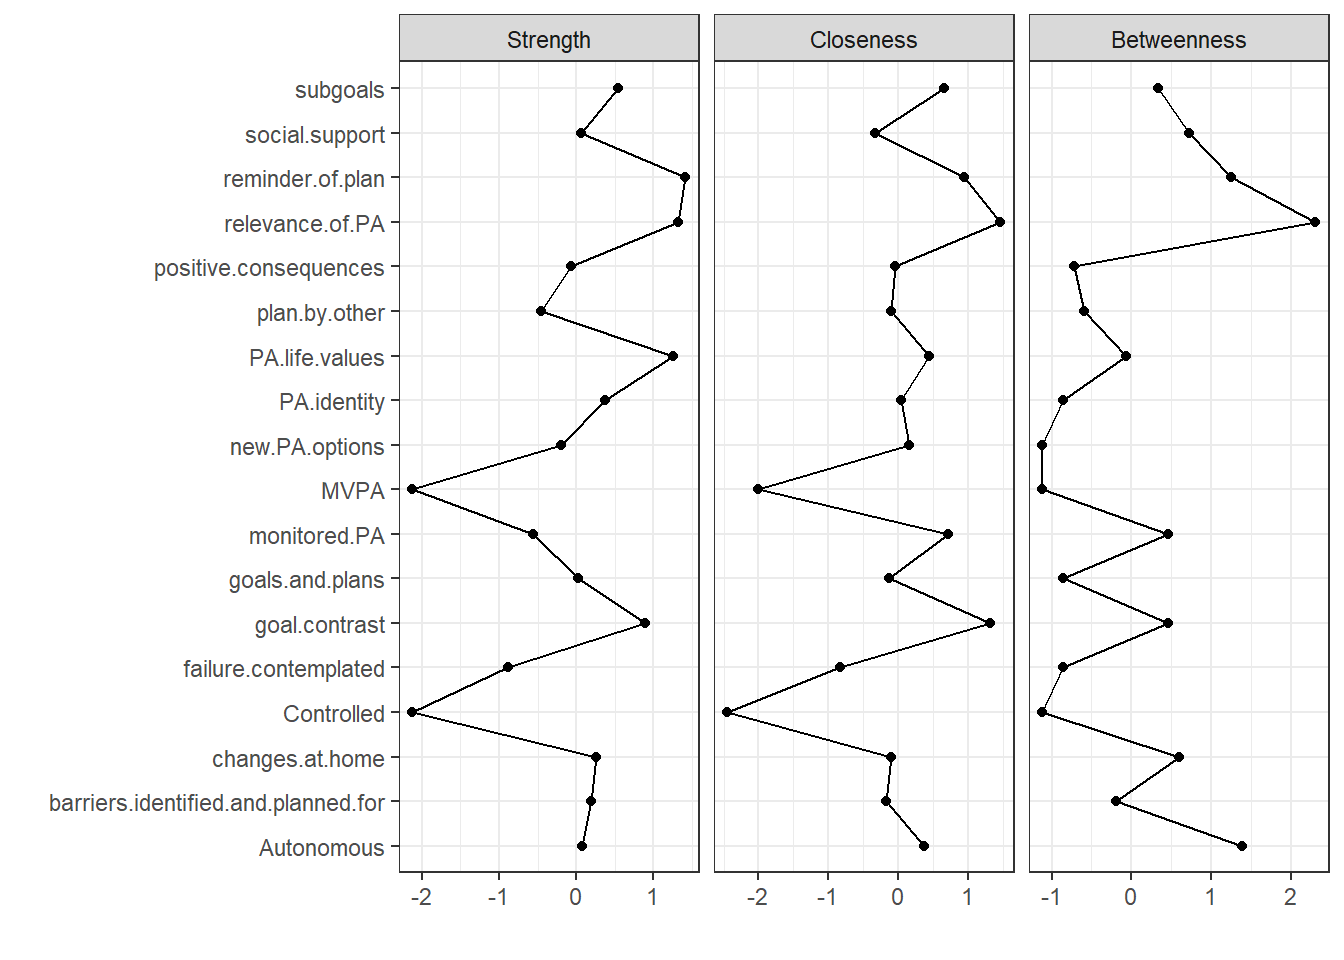 Strength Closeness Betweenness
subgoals
social.support
reminder.of.plan
relevance.of.PA
positive.consequences
plan.by.other
PA.life.values
PA.identity
new.PA.options
MVPA
monitored.PA
goals.and.plans
goal.contrast
failure.contemplated
Controlled
changes.at.home
barriers.identified.and.planned.for
Autonomous
-2 -1 0 1 -2 -1 0 1 -1 0 1 2